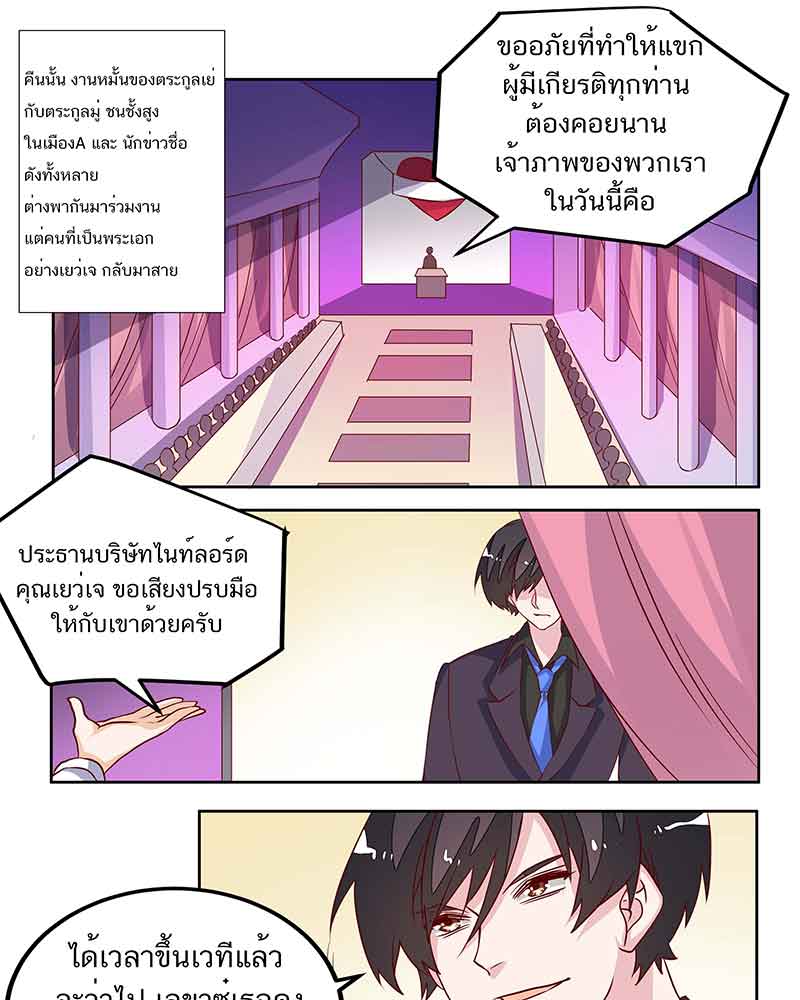 คืนนั้น งานหมั้นของตระกูลเย่
กับตระกูลมู่ ชนชั้งสูง
ในเมืองA และ นักข่าวชื่อ
ดังทั้งหลาย
ต่างพากันมาร่วมงาน
แต่คนที่เป็นพระเอก
อย่างเยว่เจ กลับมาสาย
ขออภัยที่ทำให้แขก
ผู้มีเกียรติทุกท่าน
ต้องคอยนาน
เจ้าภาพของพวกเรา
ในวันนี้คือ
ประธานบริษัทไนท์ลอร์ด
คุณเยว่เจ ขอเสียงปรบมือ
ให้กับเขาด้วยครับ
ได้เวลาขึ้นเวทีแล้ว